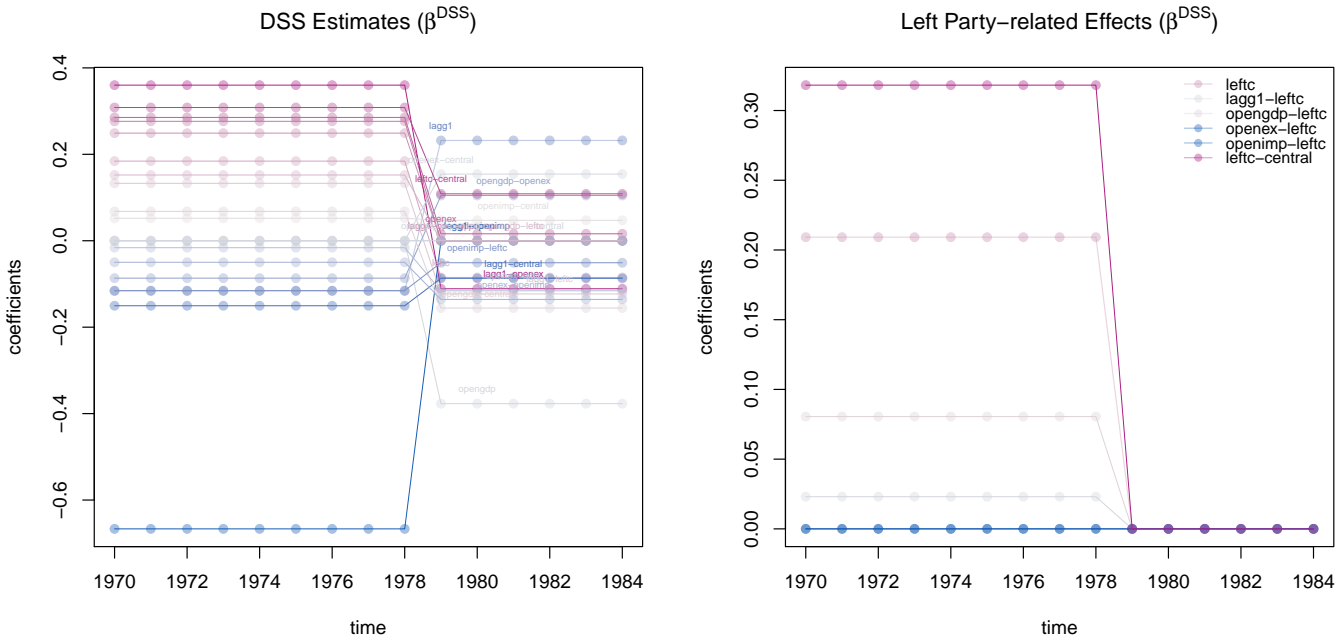 DSS Estimates (β^DSS)
0.4
0.2
0.0
−0.2
−0.4
−0.6
coefficients
lagg1
central
leftc−central
opengdp−openex
openimp−central
openex
lagg1−openimp
openimp−leftc
lagg1−central
lagg1−openex
opengdp
1970
1972
1974
1976
1978
1980
1982
1984
time
Left Party−related Effects (β^DSS)
0.30
0.25
0.20
0.15
0.10
0.05
0.00
coefficients
leftc
lagg1−leftc
opengdp−leftc
openex−leftc
openimp−leftc
leftc−central
1970
1972
1974
1976
1978
1980
1982
1984
time